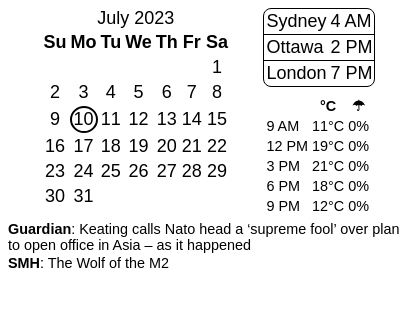 July 2023
Su Mo Tu We Th Fr Sa
1
2 3 4 5 6 7 8
9 10 11 12 13 14 15
16 17 18 19 20 21 22
23 24 25 26 27 28 29
30 31
Sydney 4 AM
Ottawa 2 PM
London 7 PM
°C ☂
9 AM 11°C 0%
12 PM 19°C 0%
3 PM 21°C 0%
6 PM 18°C 0%
9 PM 12°C 0%
Guardian: Keating calls Nato head a ‘supreme fool’ over plan
to open office in Asia – as it happened
SMH: The Wolf of the M2